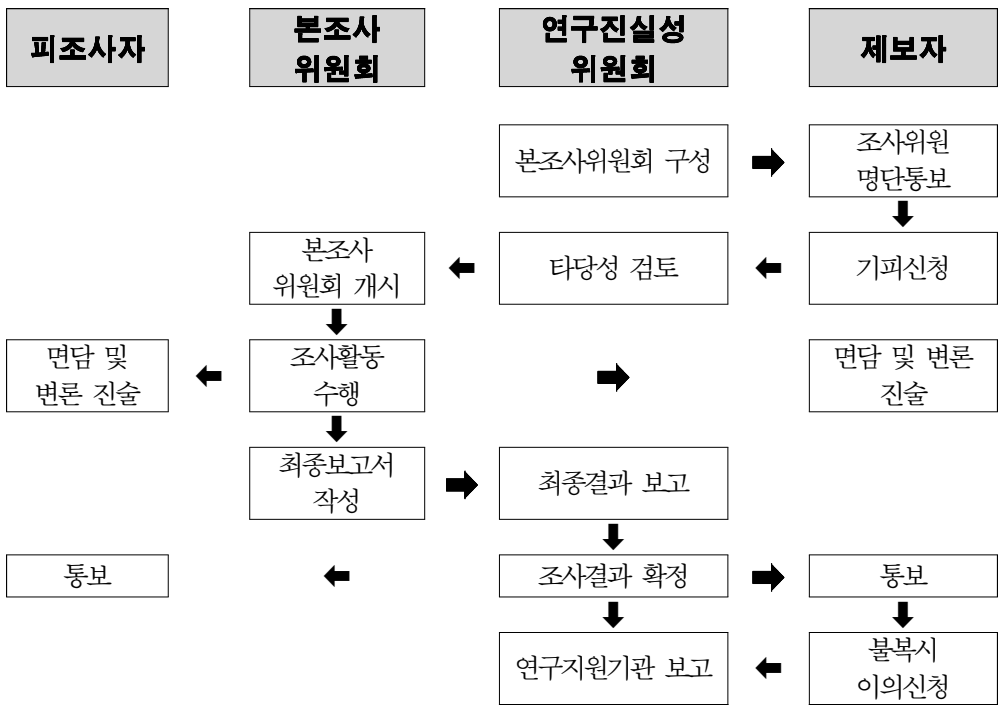 피조사자
본조사
위원회
연구진실성
위원회
제보자
본조사위원회 구성
조사위원
명단통보
본조사
위원회 개시
타당성 검토
기피신청
면담 및
변론 진술
조사활동
수행
면담 및 변론
진술
최종보고서
작성
최종결과 보고
통보
조사결과 확정
통보
연구지원기관 보고
불복시
이의신청